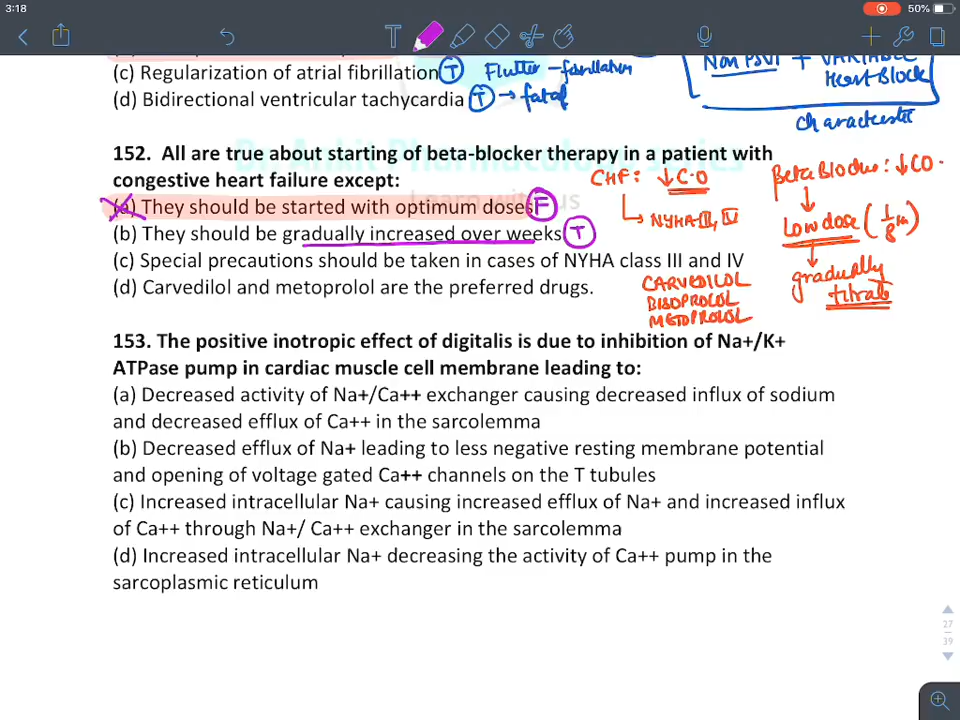 3:18
50%
T
(c) Regularization of atrial fibrillation T Flutter - fibrillation
Non PSVT + VARIABLE
Heart Block
(d) Bidirectional ventricular tachycardia T → fatal
characterstic
152. All are true about starting of beta-blocker therapy in a patient with
congestive heart failure except:
CHF: ↓ C.O
Beta Blocker: ↓ CO
(a) They should be started with optimum doses F
NYHA-III, IV
Low dose (1/8 th)
(b) They should be gradually increased over weeks T
(c) Special precautions should be taken in cases of NYHA class III and IV
gradually
titrate
(d) Carvedilol and metoprolol are the preferred drugs.
CARVEDILOL
BISOPROLOL
METOPROLOL
153. The positive inotropic effect of digitalis is due to inhibition of Na+/K+
ATPase pump in cardiac muscle cell membrane leading to:
(a) Decreased activity of Na+/Ca++ exchanger causing decreased influx of sodium
and decreased efflux of Ca++ in the sarcolemma
(b) Decreased efflux of Na+ leading to less negative resting membrane potential
and opening of voltage gated Ca++ channels on the T tubules
(c) Increased intracellular Na+ causing increased efflux of Na+ and increased influx
of Ca++ through Na+/ Ca++ exchanger in the sarcolemma
(d) Increased intracellular Na+ decreasing the activity of Ca++ pump in the
sarcoplasmic reticulum
27
39